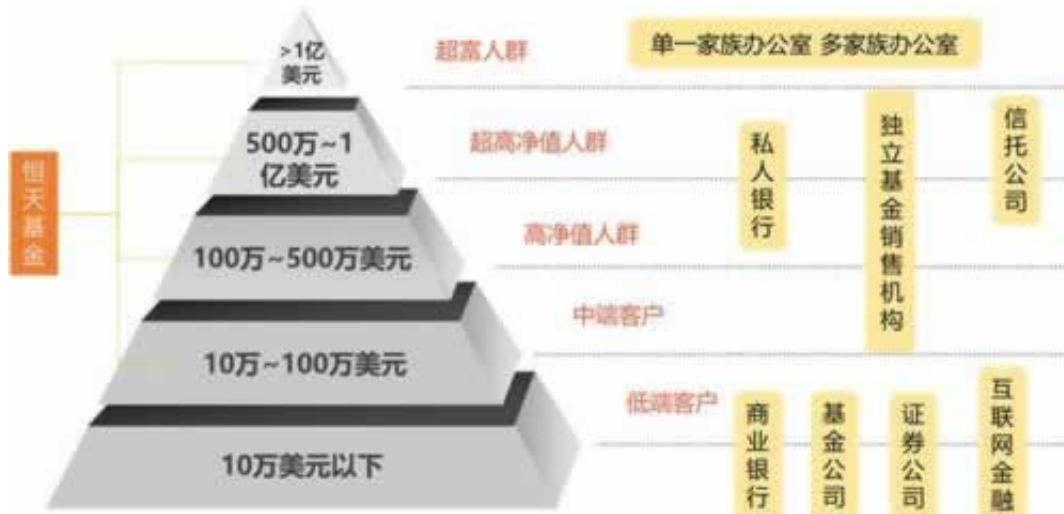 >1亿
美元
超富人群
单一家族办公室 多家族办公室
500万~1
亿美元
超高净值人群
私人银行
独立基金销售机构
信托公司
恒天基金
100万~500万美元
高净值人群
10万~100万美元
中端客户
10万美元以下
低端客户
商业银行
基金公司
证券公司
互联网金融